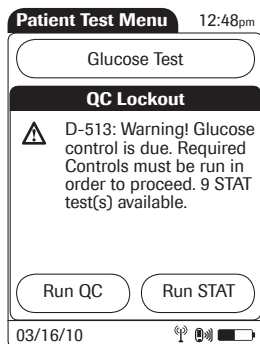 Patient Test Menu 12:48pm
Glucose Test
QC Lockout
D-513: Warning! Glucose
control is due. Required
Controls must be run in
order to proceed. 9 STAT
test(s) available.
Run QC Run STAT
03/16/10